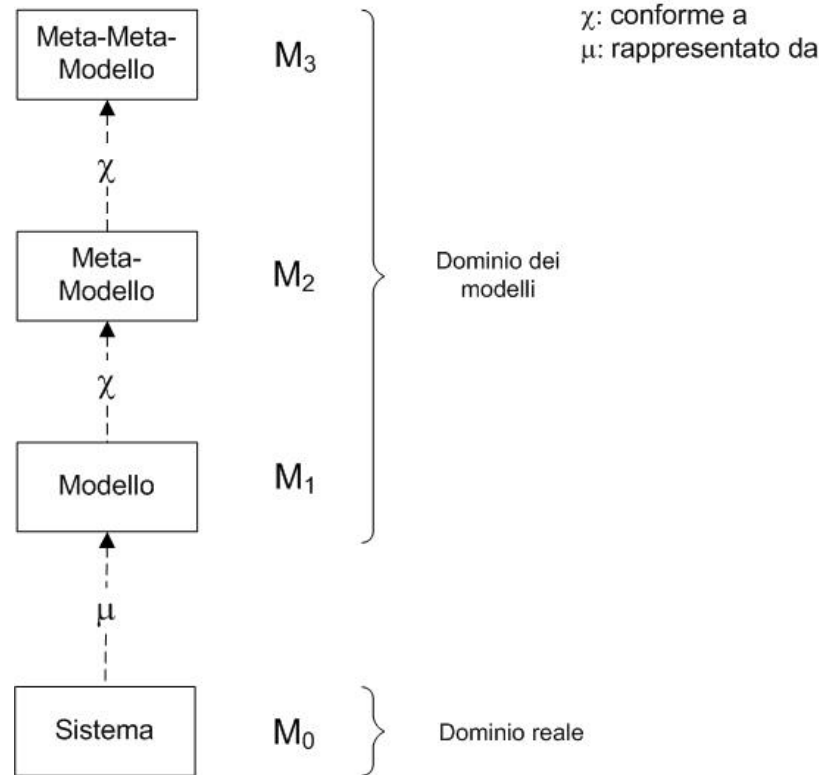 Meta-Meta-
Modello
M₃
χ: conforme a
μ: rappresentato da
χ
Meta-
Modello
M₂
Dominio dei
modelli
χ
Modello
M₁
μ
Sistema
M₀
Dominio reale